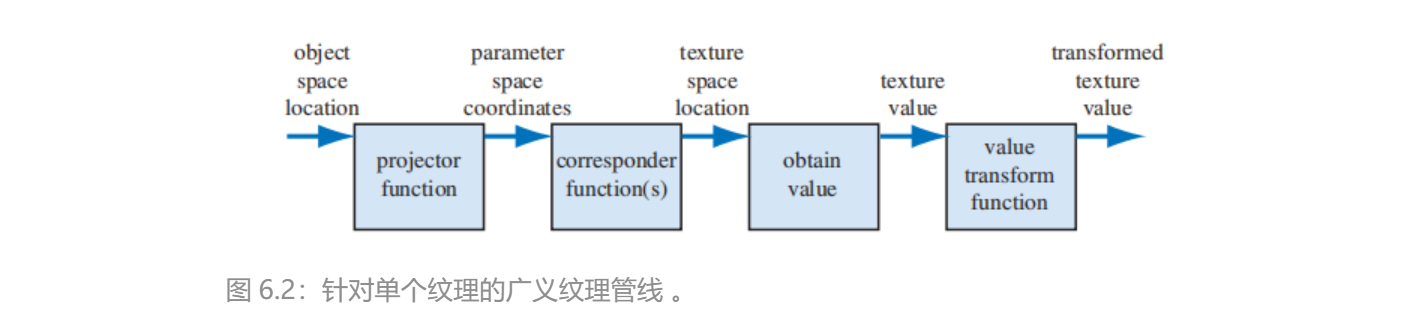 object
space
location
parameter
space
coordinates
texture
space
location
texture
value
transformed
texture
value
projector
function
corresponder
function(s)
obtain
value
value
transform
function
图 6.2：针对单个纹理的广义纹理管线 。